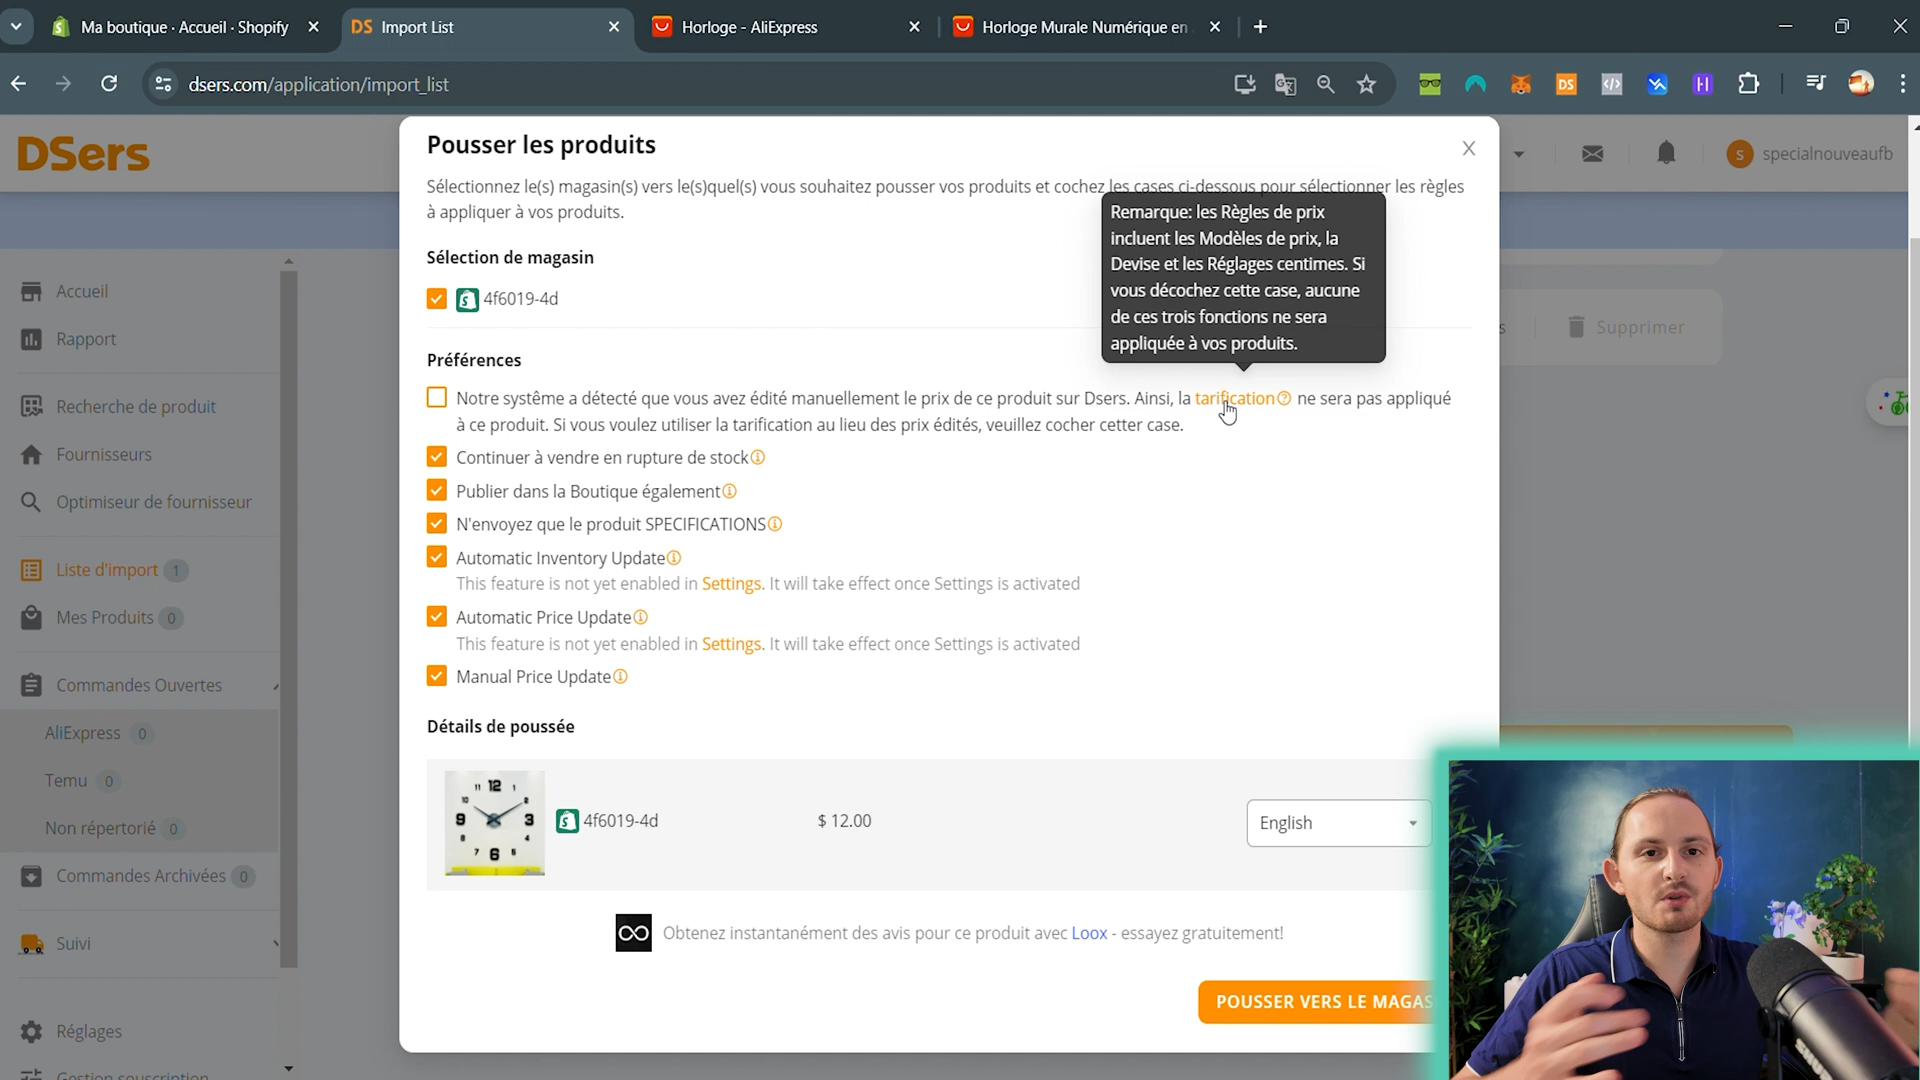 Ma boutique · Accueil · Shopify
DS Import List
Horloge - AliExpress
Horloge Murale Numérique en
dsers.com/application/import_list
DSers
specialnouveaufb
Pousser les produits
Sélectionnez le(s) magasin(s) vers le(s)quel(s) vous souhaitez pousser vos produits et cochez les cases ci-dessous pour sélectionner les règles
à appliquer à vos produits.
Remarque: les Règles de prix
incluent les Modèles de prix, la
Devise et les Réglages centimes. Si
vous décochez cette case, aucune
de ces trois fonctions ne sera
appliquée à vos produits.
Sélection de magasin
4f6019-4d
Supprimer
Préférences
Notre système a détecté que vous avez édité manuellement le prix de ce produit sur Dsers. Ainsi, la tarification ne sera pas appliqué
à ce produit. Si vous voulez utiliser la tarification au lieu des prix édités, veuillez cocher cetter case.
Continuer à vendre en rupture de stock
Publier dans la Boutique également
N'envoyez que le produit SPECIFICATIONS
Automatic Inventory Update
This feature is not yet enabled in Settings. It will take effect once Settings is activated
Automatic Price Update
This feature is not yet enabled in Settings. It will take effect once Settings is activated
Manual Price Update
Détails de poussée
4f6019-4d
$ 12.00
English
Obtenez instantanément des avis pour ce produit avec Loox - essayez gratuitement!
POUSSER VERS LE MAGAS
Accueil
Rapport
Recherche de produit
Fournisseurs
Optimiseur de fournisseur
Liste d'import 1
Mes Produits 0
Commandes Ouvertes
AliExpress 0
Temu 0
Non répertorié 0
Commandes Archivées 0
Suivi
Réglages
Gestion souscription